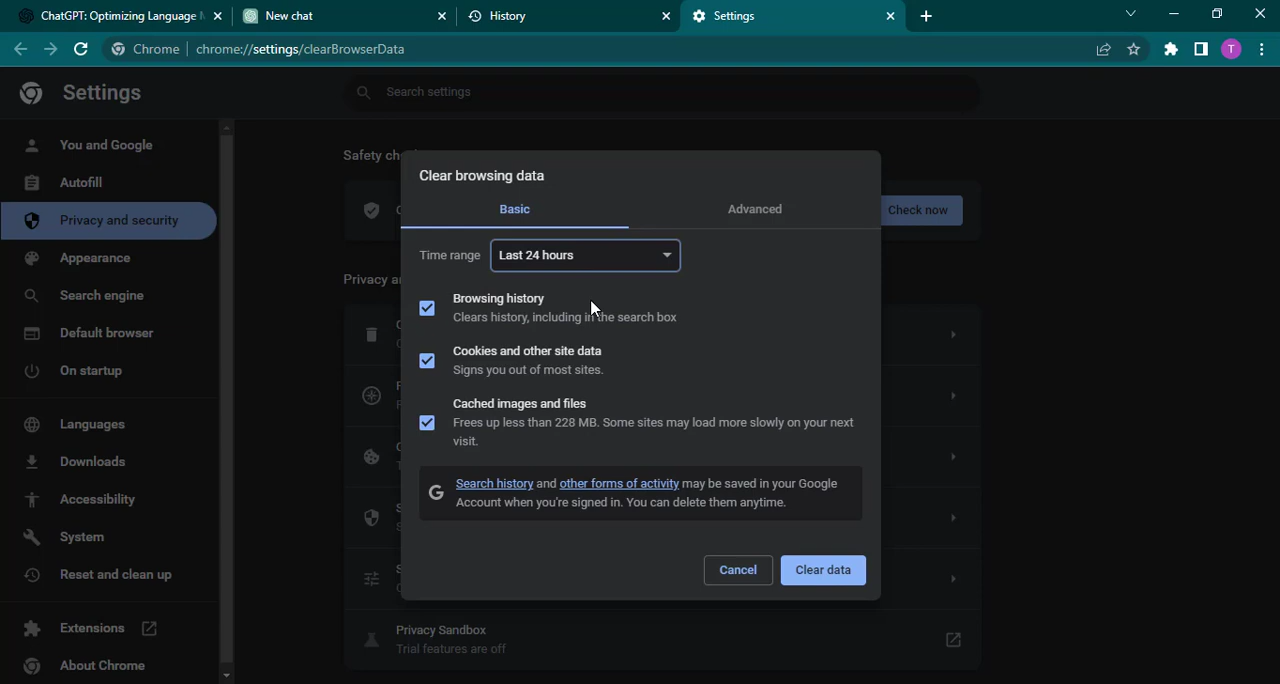 ChatGPT: Optimizing Language
New chat
History
Settings
Chrome | chrome://settings/clearBrowserData
T
Settings
Search settings
You and Google
Autofill
Privacy and security
Appearance
Search engine
Default browser
On startup
Languages
Downloads
Accessibility
System
Reset and clean up
Extensions
About Chrome
Safety
Check now
Clear browsing data
Basic
Advanced
Time range
Last 24 hours
Privacy
Browsing history
Clears history, including in the search box
Cookies and other site data
Signs you out of most sites.
Cached images and files
Frees up less than 228 MB. Some sites may load more slowly on your next
visit.
G
Search history and other forms of activity may be saved in your Google
Account when you're signed in. You can delete them anytime.
Cancel
Clear data
Privacy Sandbox
Trial features are off